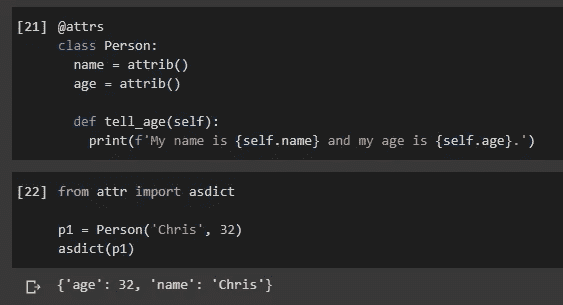 [21] @attrs
class Person:
  name = attrib()
  age = attrib()

  def tell_age(self):
    print(f'My name is {self.name} and my age is {self.age}.')
[22] from attr import asdict

p1 = Person('Chris', 32)
asdict(p1)
{'age': 32, 'name': 'Chris'}